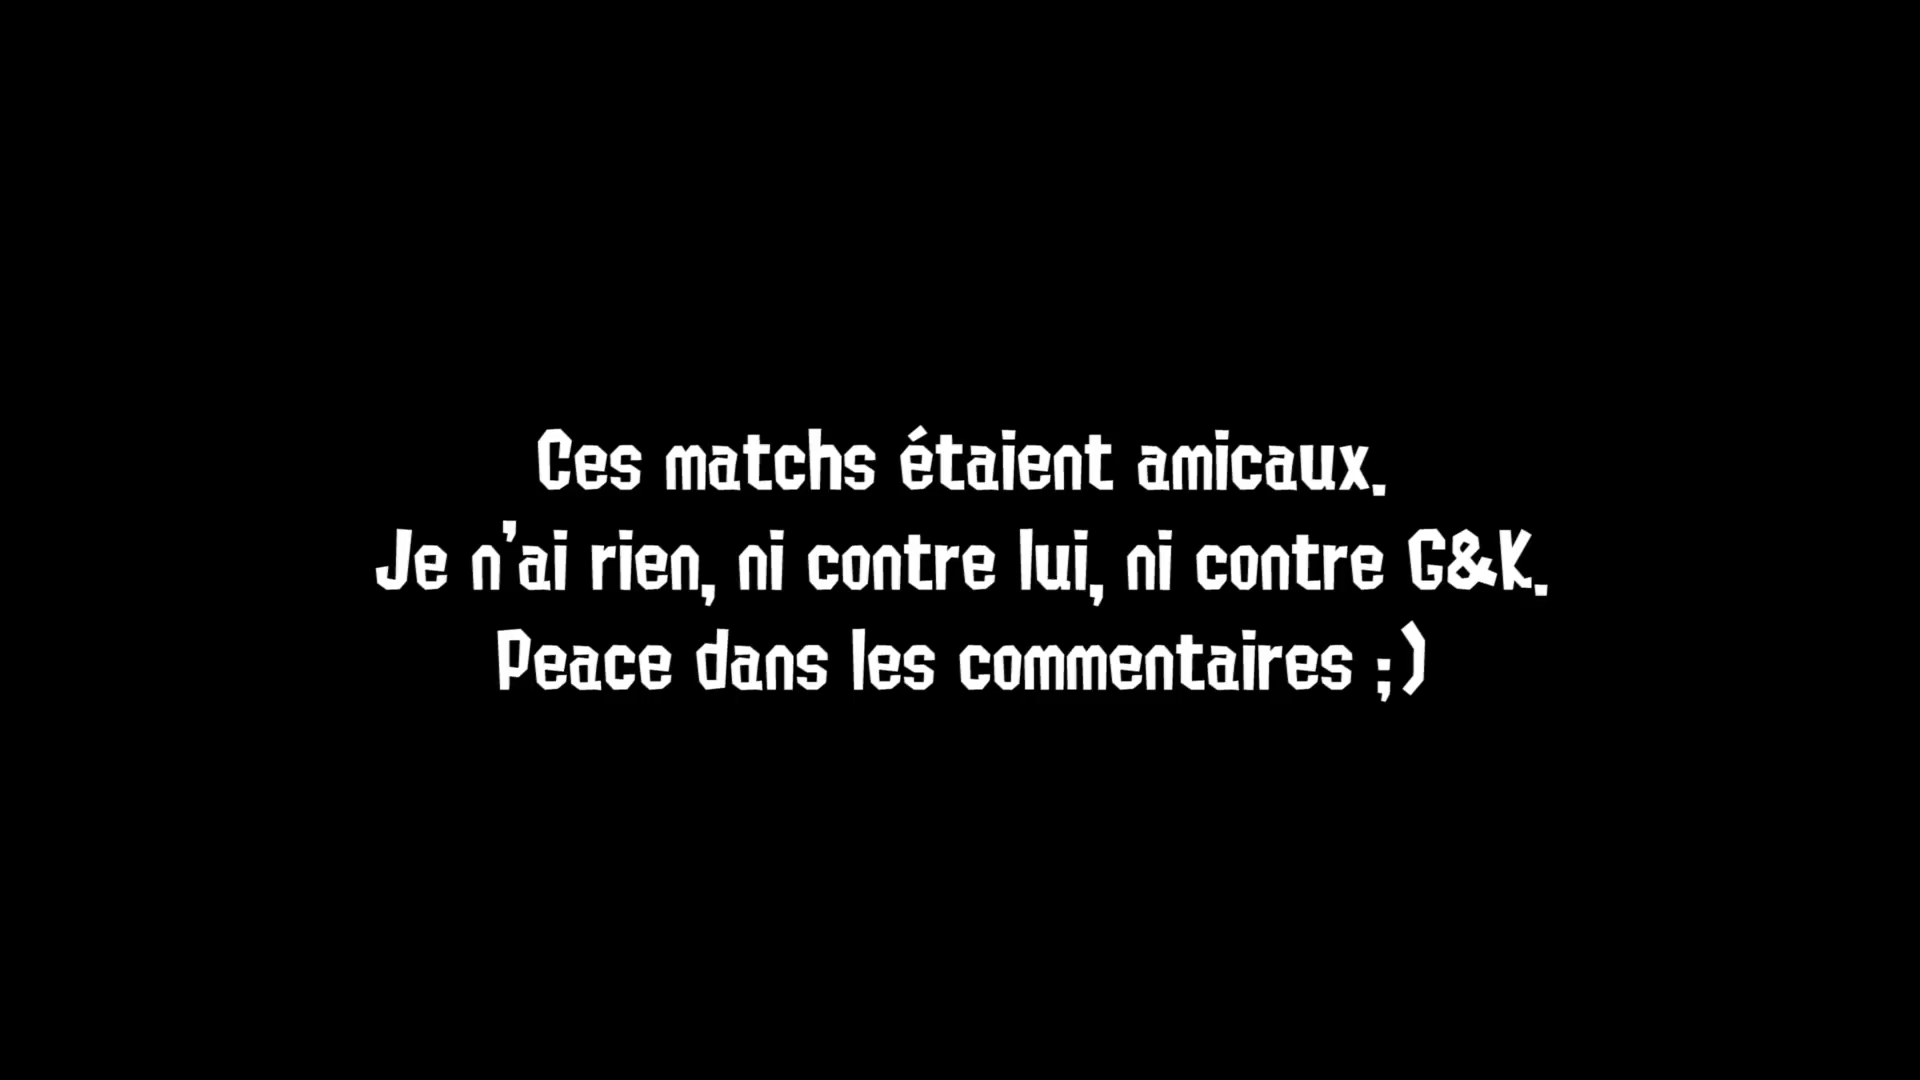 Ces matchs étaient amicaux.
Je n'ai rien, ni contre lui, ni contre G&K.
Peace dans les commentaires ;)